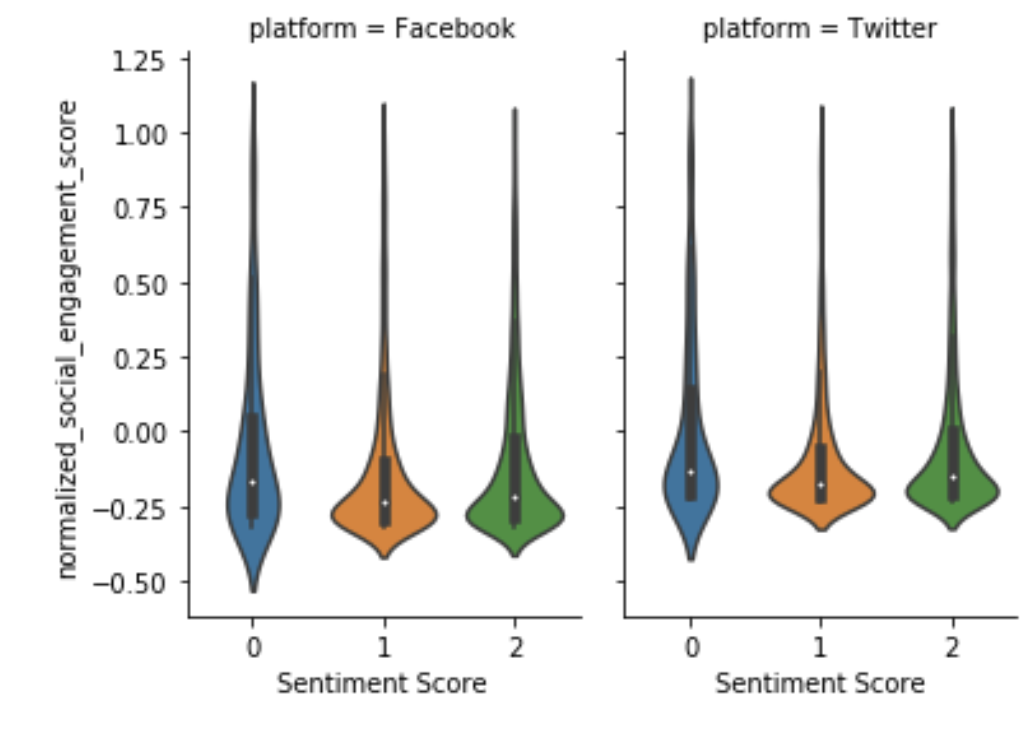 platform = Facebook
platform = Twitter
normalized_social_engagement_score
1.25
1.00
0.75
0.50
0.25
0.00
−0.25
−0.50
0 1 2
0 1 2
Sentiment Score
Sentiment Score